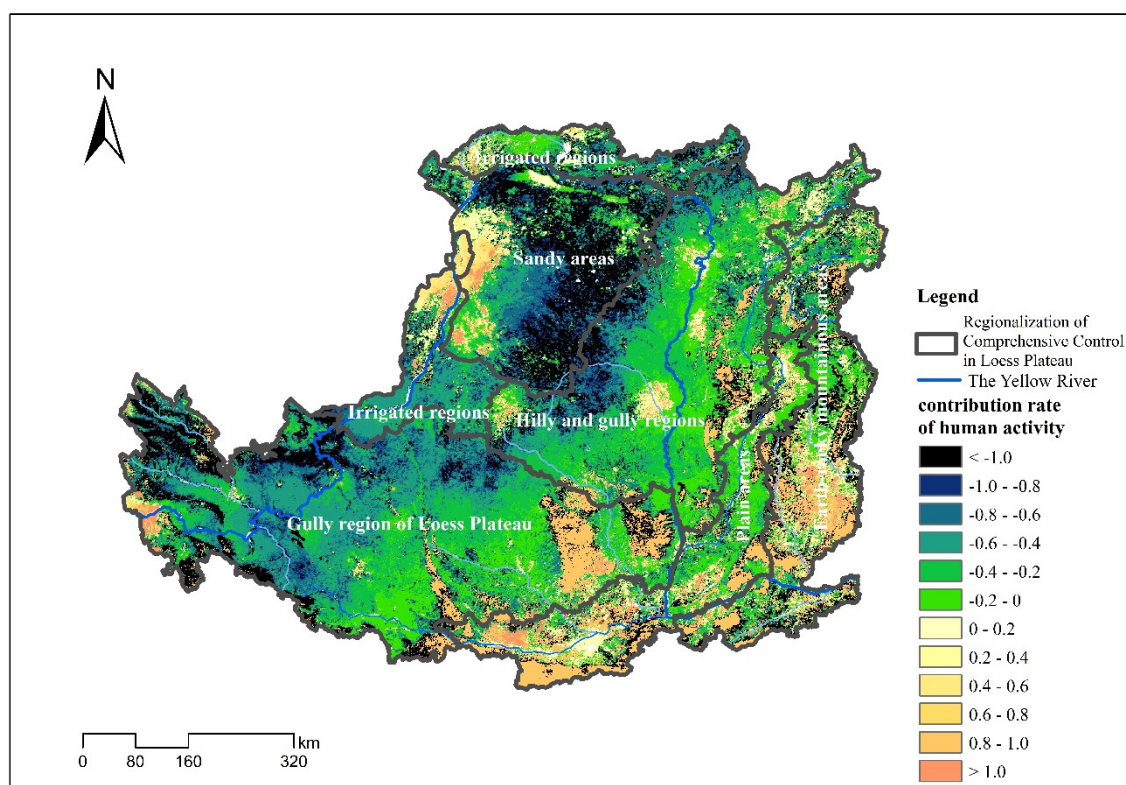 N
Irrigated regions
Sandy areas
Irrigated regions
Hilly and gully regions
Gully region of Loess Plateau
Plain areas
Earth-rocky mountainous areas
Legend
Regionalization of
Comprehensive Control
in Loess Plateau
The Yellow River
contribution rate
of human activity
< -1.0
-1.0 - -0.8
-0.8 - -0.6
-0.6 - -0.4
-0.4 - -0.2
-0.2 - 0
0 - 0.2
0.2 - 0.4
0.4 - 0.6
0.6 - 0.8
0.8 - 1.0
> 1.0
km
0 80 160 320